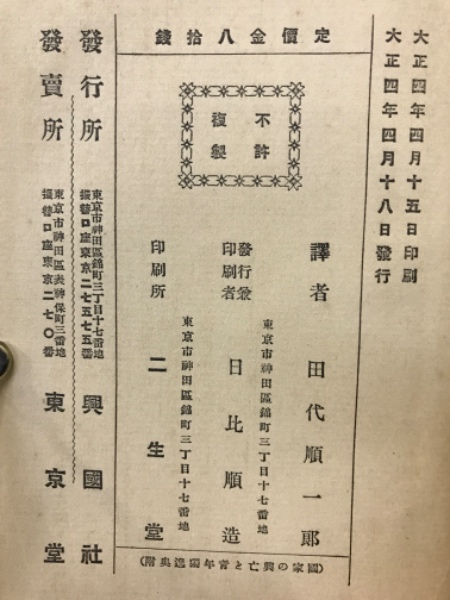 大正四年四月十五日印刷
大正四年四月十八日發行
定價金八拾錢
不許
複製
譯者 田代順一郞
東京市神田區錦町三丁目十七番地
發行兼
印刷者 日比順造
東京市神田區錦町三丁目十七番地
印刷所 二生堂
(國家の興亡と靑年 附)
發行所 東京市神田區錦町三丁目十七番地
振替口座東京二七五七五番 興國社
發賣所 東京市神田區表神保町三番地
振替口座東京二七〇番 東京堂